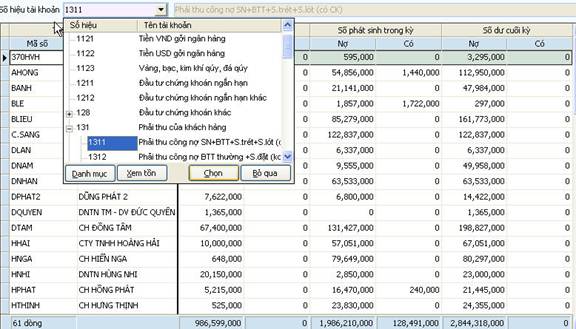 Số hiệu tài khoản 1311 Phải thu công nợ SN+BTT+S.trét+S.lót (có CK)
Số hiệu Tên tài khoản
1121 Tiền VND gởi ngân hàng
1122 Tiền USD gởi ngân hàng
1123 Vàng, bạc, kim khí qúy, đá quý
1211 Đầu tư chứng khoán ngắn hạn
1212 Đầu tư chứng khoán ngắn hạn khác
128 Đầu tư chứng khoán khác
131 Phải thu của khách hàng
1311 Phải thu công nợ SN+BTT+S.trét+S.lót (c
1312 Phải thu công nợ BTT thường +S.đặt (kc
Danh mục Xem tồn Chọn Bỏ qua
Số phát sinh trong kỳ Số dư cuối kỳ
Mã số Có Nợ Có Nợ Có
370HVH 0 595,000 0 3,295,000 0
AHONG 0 54,856,000 1,440,000 112,950,000 0
BANH 0 21,141,000 0 47,984,000 0
BLE 0 1,857,000 1,722,000 297,000 0
BLIEU 0 85,279,000 0 161,773,000 0
C.SANG 0 122,837,000 0 122,837,000 0
DLAN 0 6,337,000 0 6,337,000 0
DNAM 0 9,555,000 0 49,958,000 0
DNHAN 0 63,533,000 0 63,533,000 0
DPHAT2 DŨNG PHÁT 2 7,622,000 0 6,800,000 0 14,422,000 0
DQUYEN DNTN TM - DV ĐỨC QUYỀN 1,365,000 0 0 0 1,365,000 0
DTAM CH ĐỒNG TÂM 67,400,000 0 131,427,000 0 198,827,000 0
HHAI CTY TNHH HOÀNG HẢI 10,000,000 0 57,051,000 0 67,051,000 0
HNGA CH HIỀN NGA 648,000 0 79,649,000 0 80,297,000 0
HNHI DNTN HÙNG NHI 20,150,000 0 2,850,000 0 23,000,000 0
HPHAT CH HỒNG PHÁT 5,215,000 0 16,470,000 240,000 21,445,000 0
HTHINH CH HƯNG THỊNH 525,000 0 23,830,000 0 24,355,000 0
61 dòng 986,599,000 0 1,986,210,000 128,491,000 2,844,318,000 0